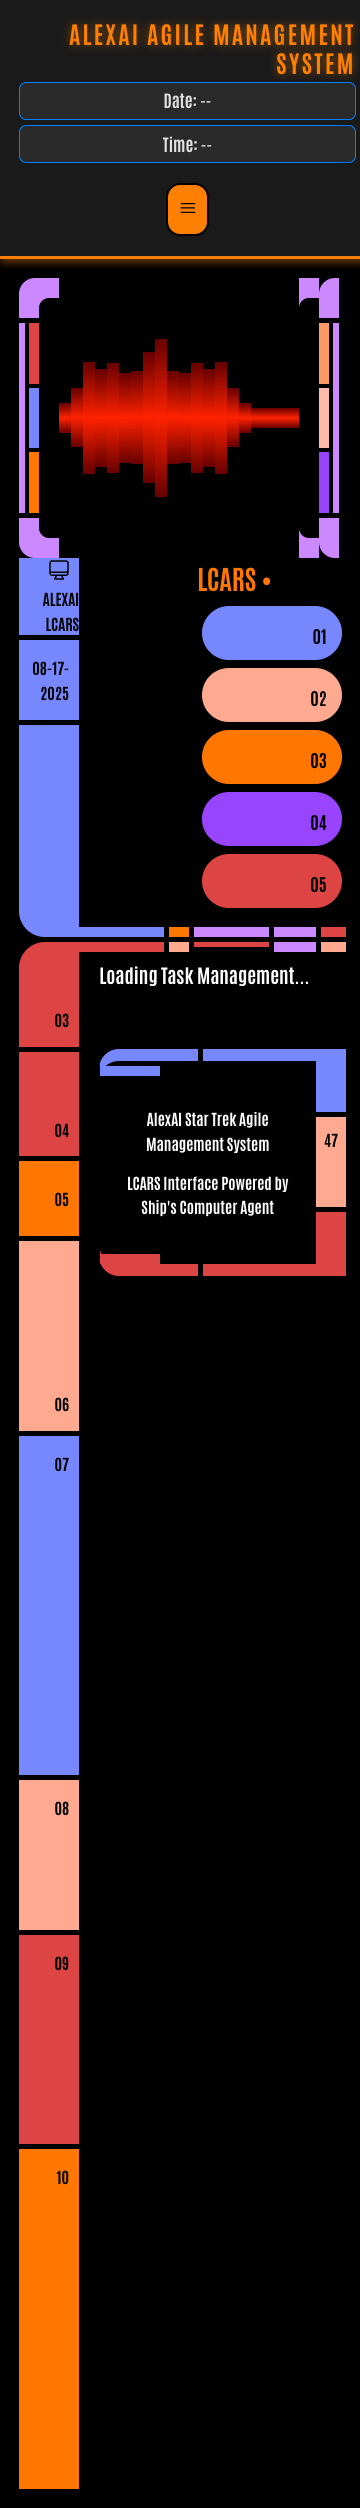 ALEXAI AGILE MANAGEMENT
SYSTEM
Date: --
Time: --
ALEXAI
LCARS
08-17-
2025
LCARS •
01
02
03
04
05
03
04
05
06
07
08
09
10
Loading Task Management...
AlexAI Star Trek Agile
Management System
LCARS Interface Powered by
Ship's Computer Agent
47